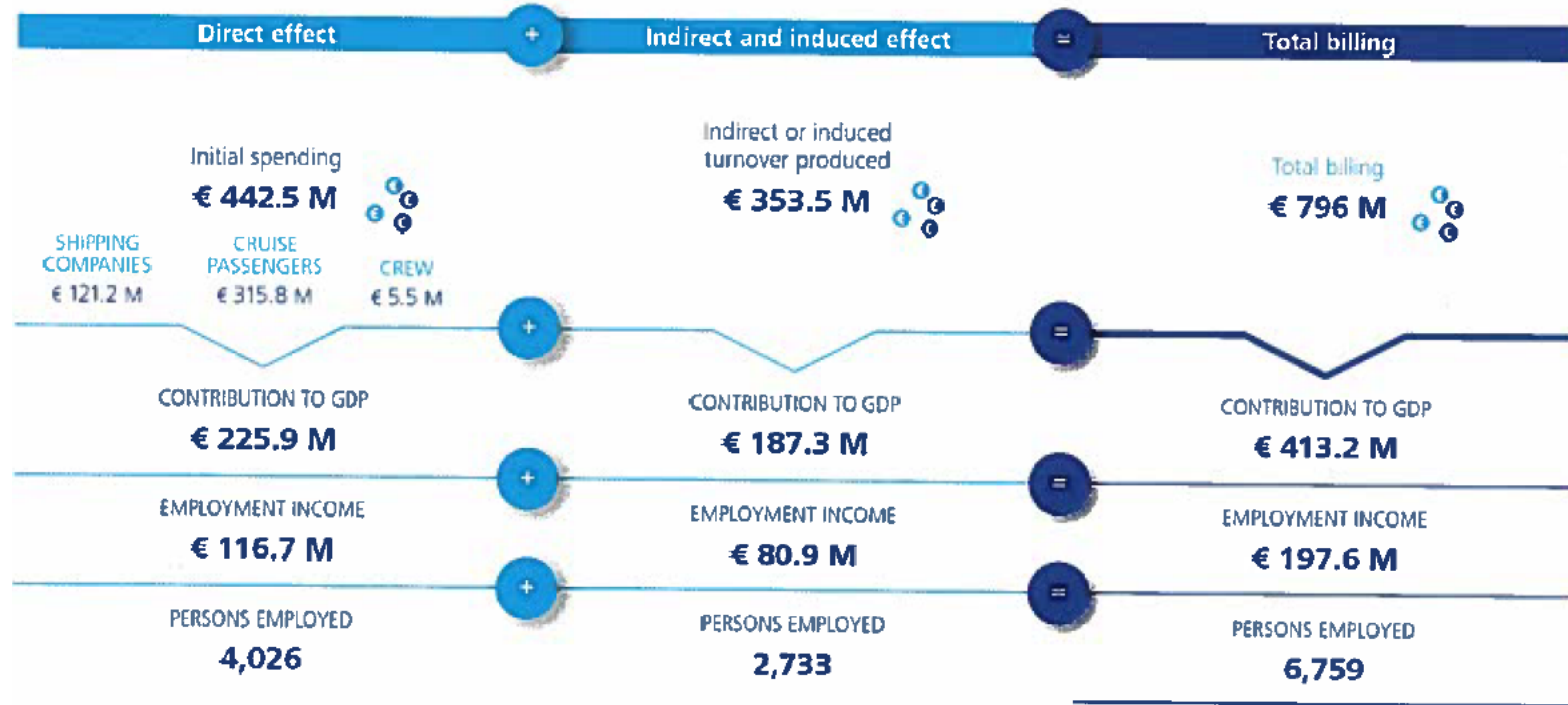 Direct effect
+
Indirect and induced effect
=
Total billing
Initial spending
€ 442.5 M
Indirect or induced
turnover produced
€ 353.5 M
Total billing
€ 796 M
SHIPPING
COMPANIES
€ 121.2 M
CRUISE
PASSENGERS
€ 315.8 M
CREW
€ 5.5 M
+
=
CONTRIBUTION TO GDP
€ 225.9 M
CONTRIBUTION TO GDP
€ 187.3 M
CONTRIBUTION TO GDP
€ 413.2 M
+
=
EMPLOYMENT INCOME
€ 116.7 M
EMPLOYMENT INCOME
€ 80.9 M
EMPLOYMENT INCOME
€ 197.6 M
+
=
PERSONS EMPLOYED
4,026
PERSONS EMPLOYED
2,733
PERSONS EMPLOYED
6,759